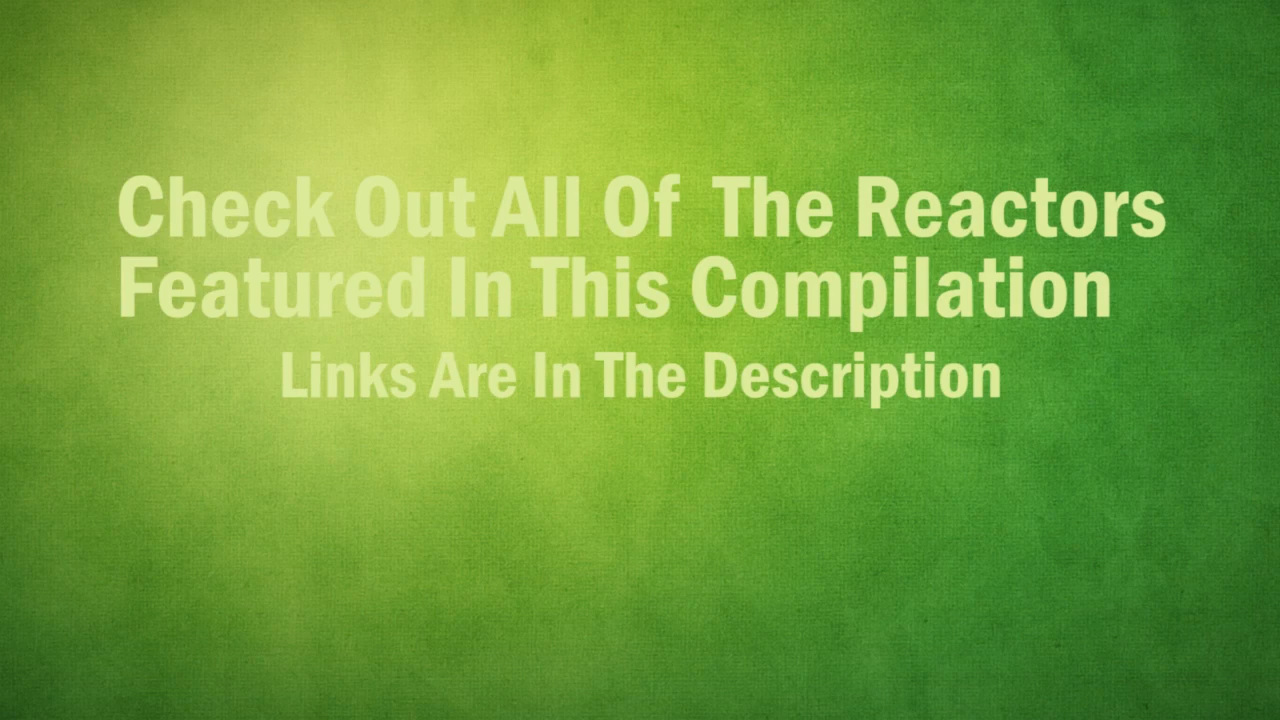 Check Out All Of The Reactors
Featured In This Compilation
Links Are In The Description